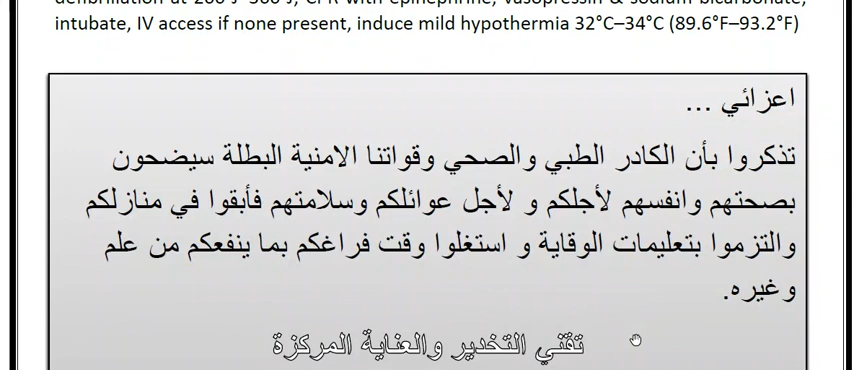 intubate, IV access if none present, induce mild hypothermia 32°C–34°C (89.6°F–93.2°F)
اعزائي ...
تذكروا بأن الكادر الطبي والصحي وقواتنا الامنية البطلة سيضحون
بصحتهم وانفسهم لأجلكم و لأجل عوائلكم وسلامتهم فأبقوا في منازلكم
والتزموا بتعليمات الوقاية و استغلوا وقت فراغكم بما ينفعكم من علم
وغيره.
تقني التخدير والعناية المركزة